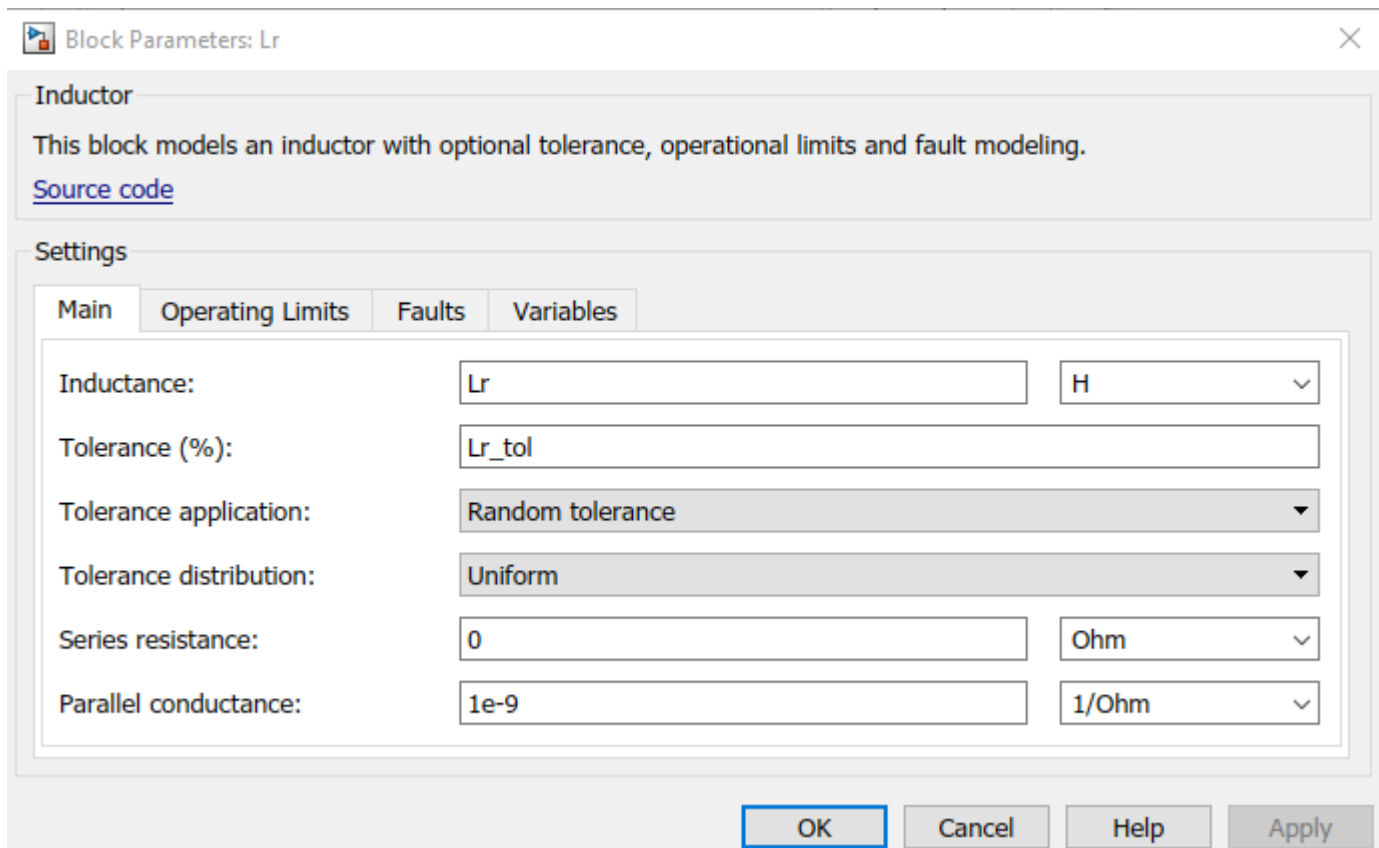 Block Parameters: Lr
Inductor
This block models an inductor with optional tolerance, operational limits and fault modeling.
Source code
Settings
Main Operating Limits Faults Variables
Inductance: Lr H
Tolerance (%): Lr_tol
Tolerance application: Random tolerance
Tolerance distribution: Uniform
Series resistance: 0 Ohm
Parallel conductance: 1e-9 1/Ohm
OK Cancel Help Apply